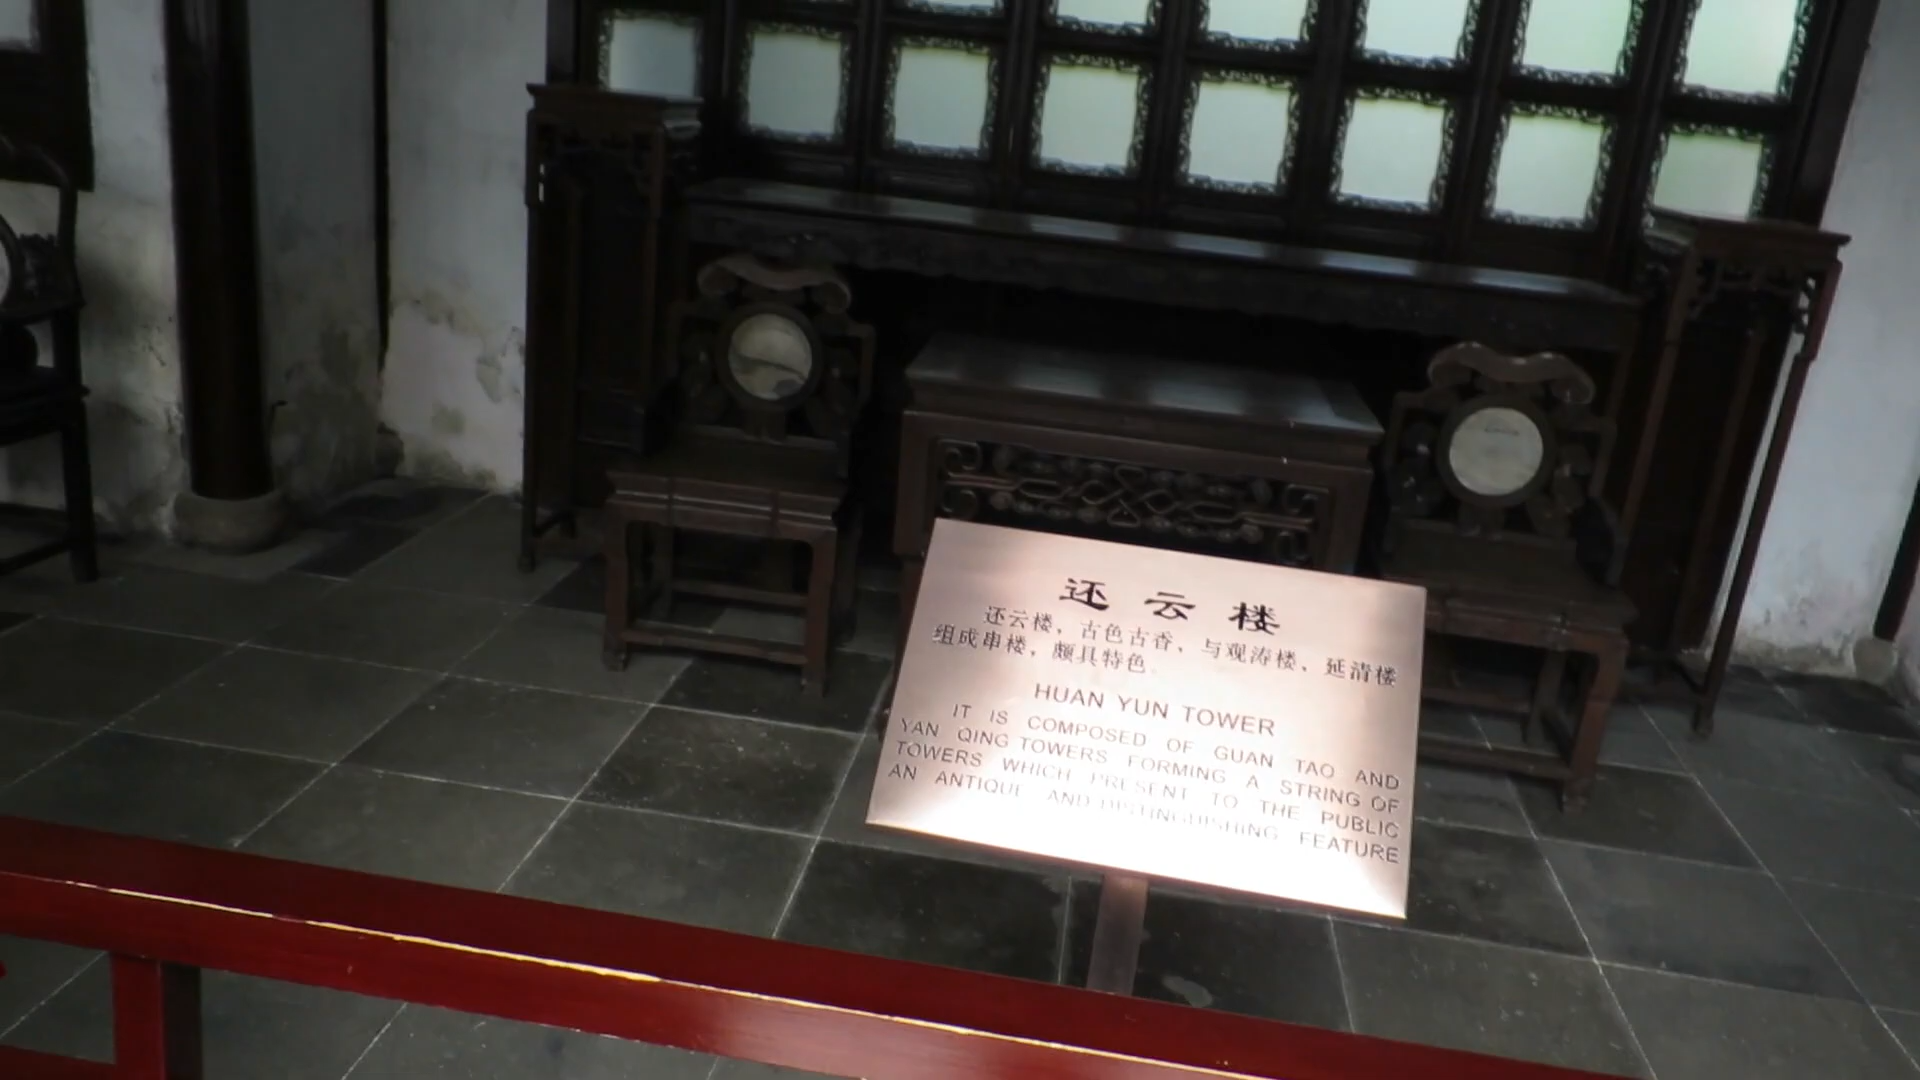 还云楼
还云楼，古色古香，与观涛楼，延清楼
组成串楼，颇具特色.
HUAN YUN TOWER
IT IS COMPOSED OF GUAN TAO AND
YAN QING TOWERS FORMING A STRING OF
TOWERS WHICH PRESENT TO THE PUBLIC
AN ANTIQUE AND DISTINGUISHING FEATURE